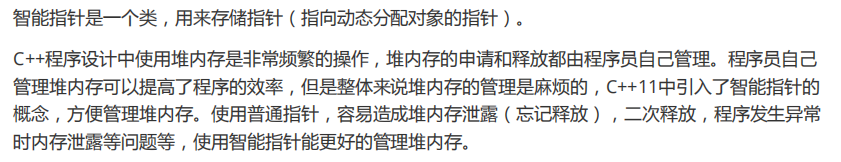 智能指针是一个类，用来存储指针（指向动态分配对象的指针）。
C++程序设计中使用堆内存是非常频繁的操作，堆内存的申请和释放都由程序员自己管理。程序员自己
管理堆内存可以提高了程序的效率，但是整体来说堆内存的管理是麻烦的，C++11中引入了智能指针的
概念，方便管理堆内存。使用普通指针，容易造成堆内存泄露（忘记释放），二次释放，程序发生异常
时内存泄露等问题等，使用智能指针能更好的管理堆内存。